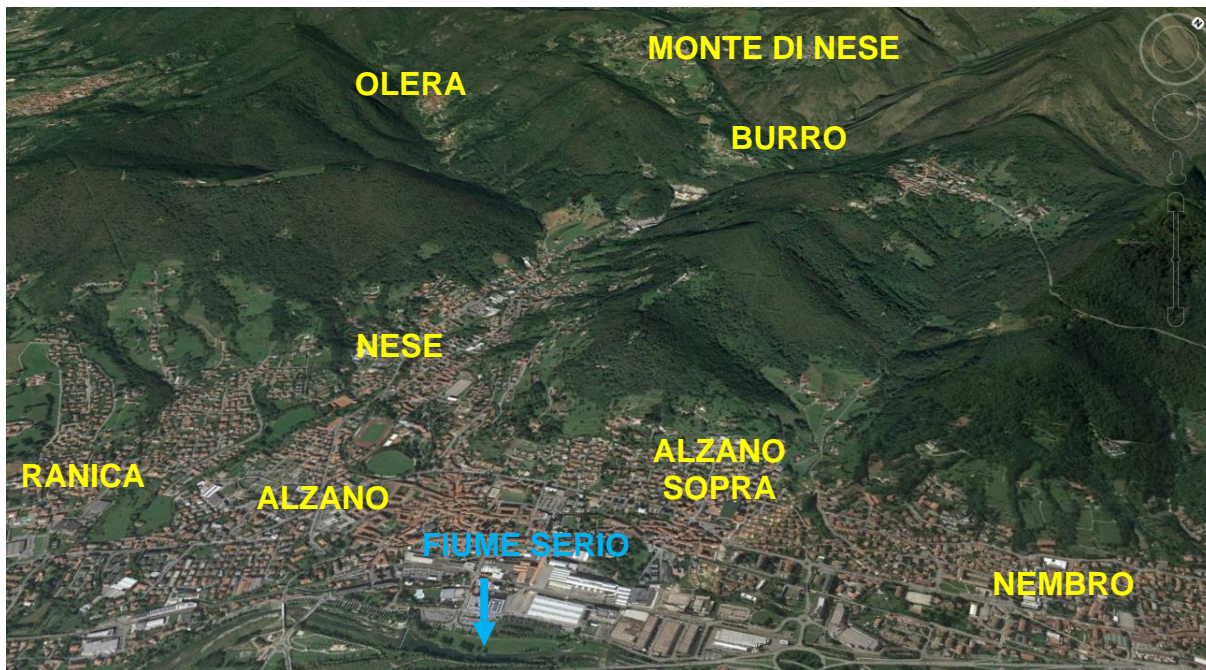 MONTE DI NESE
OLERA
BURRO
NESE
ALZANO
SOPRA
RANICA
ALZANO
FIUME SERIO
NEMBRO
N